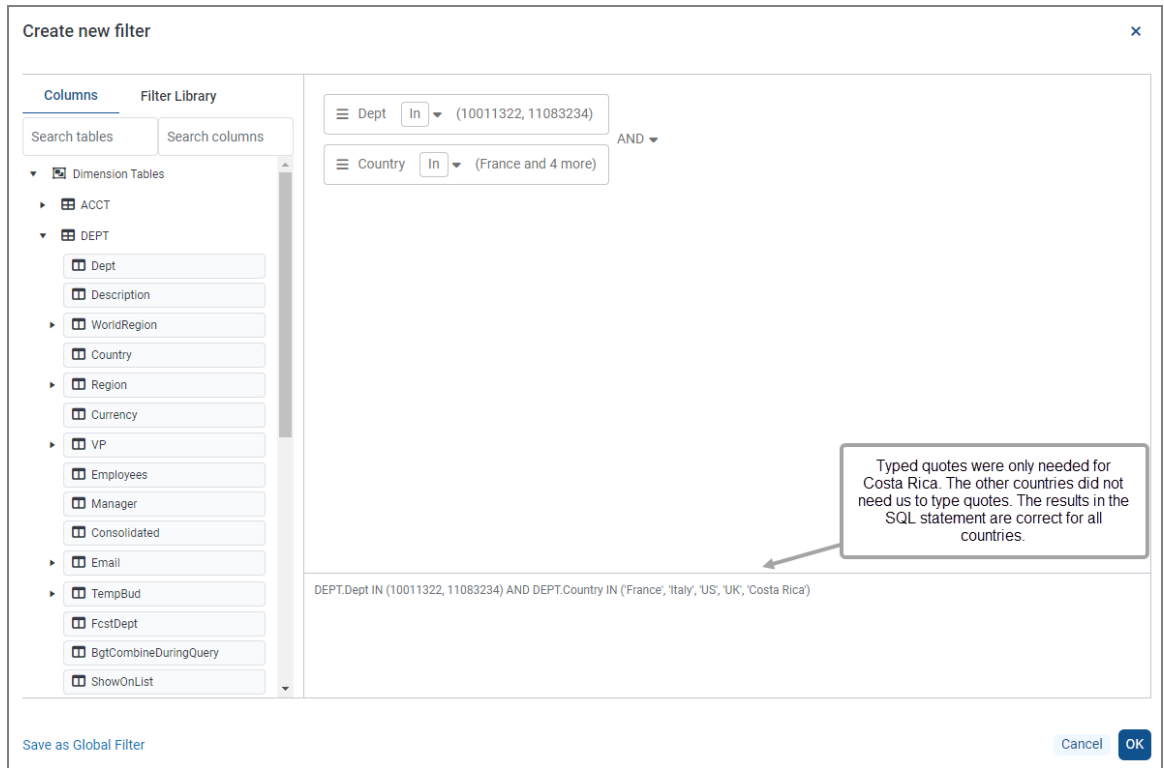 Create new filter
×
Columns
Filter Library
Search tables
Search columns
Dimension Tables
ACCT
DEPT
Dept
Description
WorldRegion
Country
Region
Currency
VP
Employees
Manager
Consolidated
Email
TempBud
FcstDept
BgtCombineDuringQuery
ShowOnList
Dept In (10011322, 11083234)
AND
Country In (France and 4 more)
Typed quotes were only needed for
Costa Rica. The other countries did not
need us to type quotes. The results in the
SQL statement are correct for all
countries.
DEPT.Dept IN (10011322, 11083234) AND DEPT.Country IN ('France', 'Italy', 'US', 'UK', 'Costa Rica')
Save as Global Filter
Cancel
OK